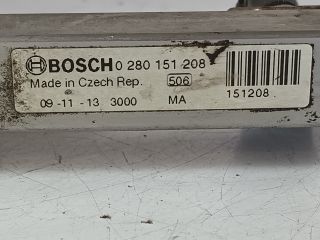 BOSCH 0 280 151 208
Made in Czech Rep. 506
09-11-13 3000 MA
151208